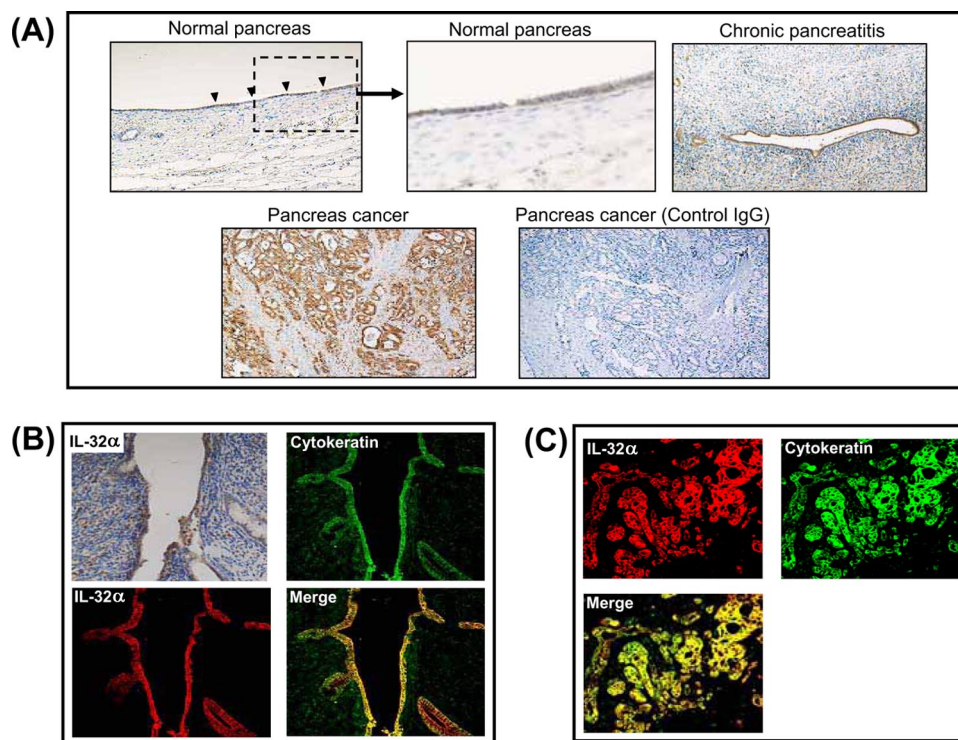 (A)
Normal pancreas
Normal pancreas
Chronic pancreatitis
Pancreas cancer
Pancreas cancer (Control IgG)
(B)
IL-32α
Cytokeratin
IL-32α
Merge
(C)
IL-32α
Cytokeratin
Merge